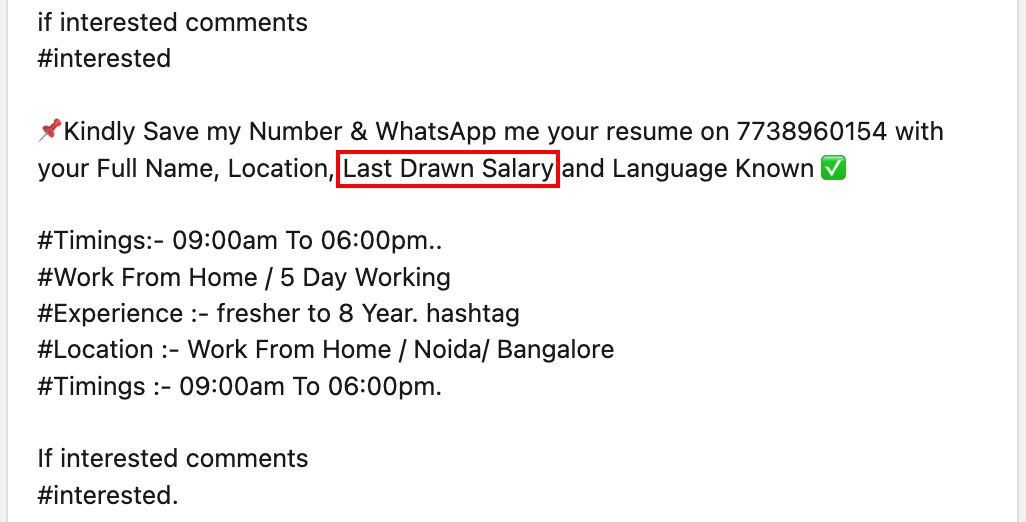 if interested comments
#interested
📌Kindly Save my Number & WhatsApp me your resume on 7738960154 with
your Full Name, Location, Last Drawn Salary and Language Known ✅
#Timings:- 09:00am To 06:00pm..
#Work From Home / 5 Day Working
#Experience :- fresher to 8 Year. hashtag
#Location :- Work From Home / Noida/ Bangalore
#Timings :- 09:00am To 06:00pm.
If interested comments
#interested.